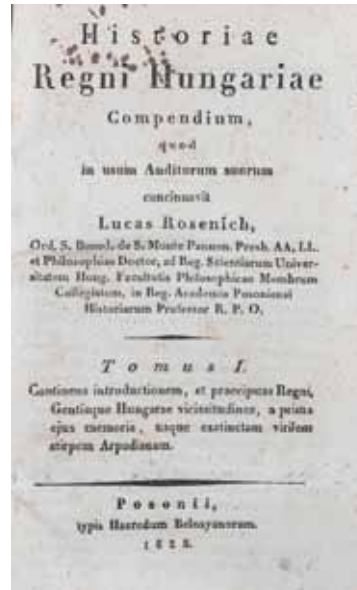 Historiae
Regni Hungariae
Compendium,
quod
in usum Auditorum suorum
concinnavit
Lucas Rosenich,
Ord. S. Bened. de S. Monte Pannon. Presb. AA. LL.
et Philosophiae Doctor, ad Reg. Scientiarum Univer-
sitatem Hung. Facultatis Philosophicae Membrum
Collegiatum, in Reg. Academia Posoniensi
Historiarum Professor R. P. O.
Tomus I.
Continens introductionem, et praecipuas Regni,
Gentisque Hungarae vicissitudines, a prima
ejus memoria, usque exstinctam virilem
stirpem Arpadianam.
Posonii,
typis Haeredum Belnayanorum.